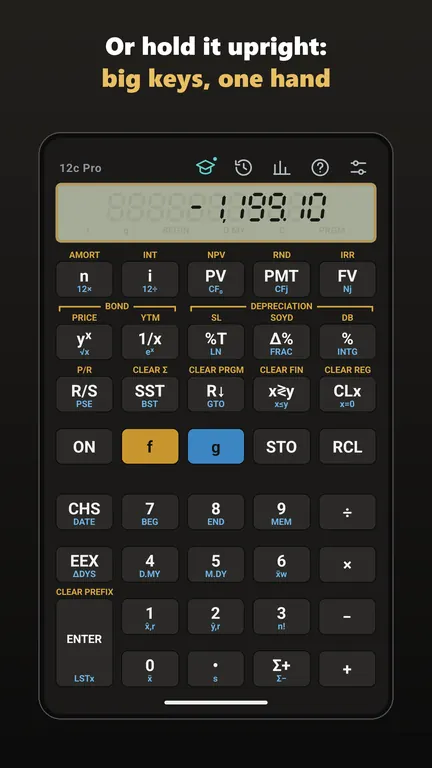 Or hold it upright:
big keys, one hand
12c Pro
-1,199.10
AMORT INT NPV RND IRR
n i PV PMT FV
12× 12÷ CF₀ CFj Nj
BOND DEPRECIATION
PRICE YTM SL SOYD DB
yˣ 1/x %T Δ% %
√x eˣ LN FRAC INTG
P/R CLEAR Σ CLEAR PRGM CLEAR FIN CLEAR REG
R/S SST R↓ x≷y CLx
PSE BST GTO x≤y x=0
ON f g STO RCL
CHS 7 8 9 ÷
DATE BEG END MEM
EEX 4 5 6 ×
ΔDYS D.MY M.DY x̄w
CLEAR PREFIX
1 2 3 −
x̂,r ŷ,r n!
ENTER
0 • Σ+ +
LSTx x̄ s Σ−